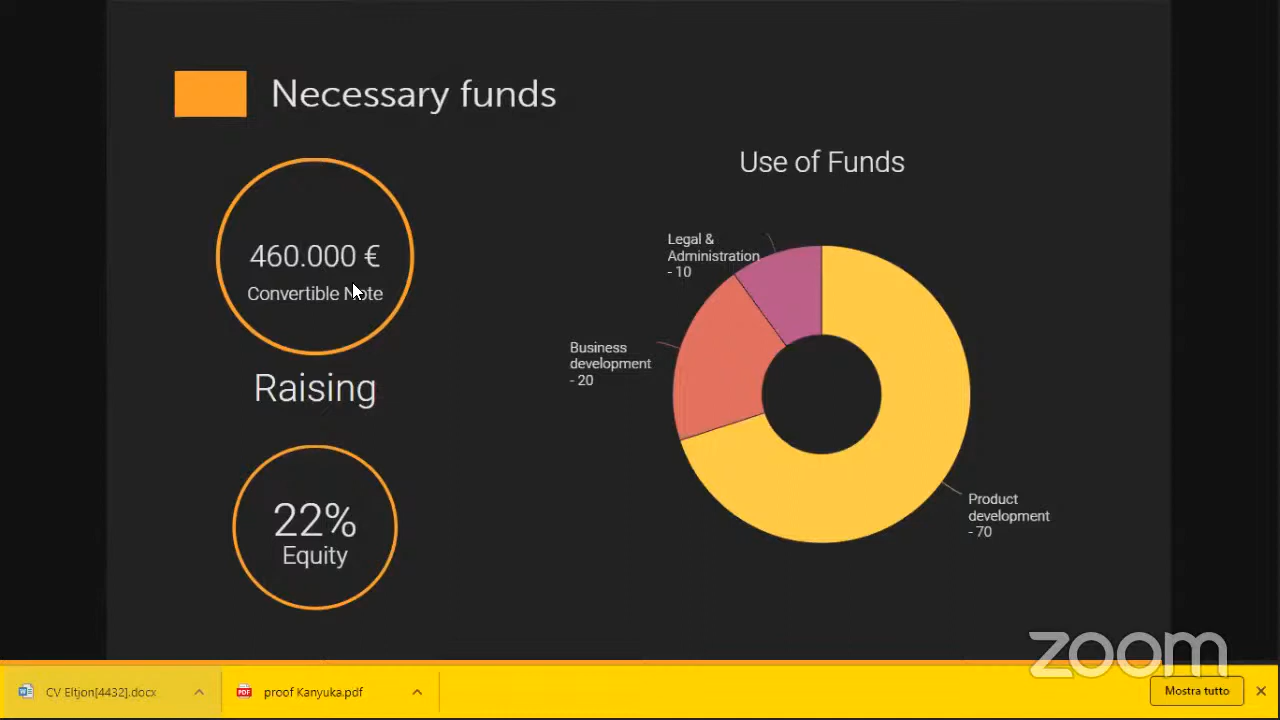 Necessary funds
460.000 €
Convertible Note
Raising
22%
Equity
Use of Funds
Legal &
Administration
- 10
Business
development
- 20
Product
development
- 70
zoom
CV Eltjon[4432].docx
proof Kanyuka.pdf
Mostra tutto